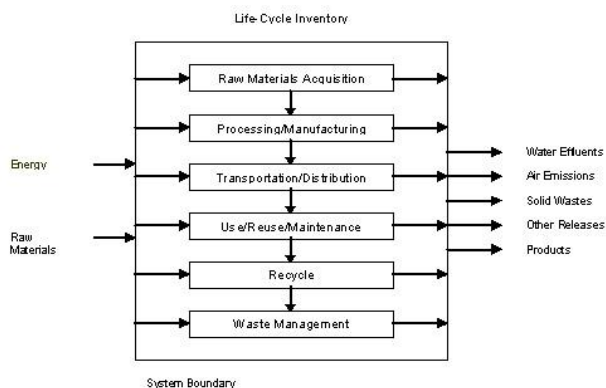 Life-Cycle Inventory
Raw Materials Acquisition
Processing/Manufacturing
Energy
Transportation/Distribution
Raw
Materials
Use/Reuse/Maintenance
Recycle
Waste Management
Water Effluents
Air Emissions
Solid Wastes
Other Releases
Products
System Boundary